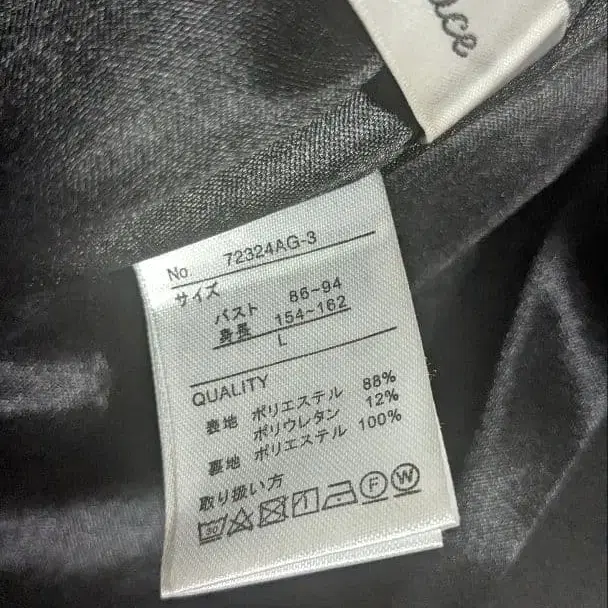 ace
No. 72324AG-3
サイズ
バスト 86-94
身長 154-162
L
QUALITY
表地 ポリエステル 88%
ポリウレタン 12%
裏地 ポリエステル 100%
取り扱い方
F W